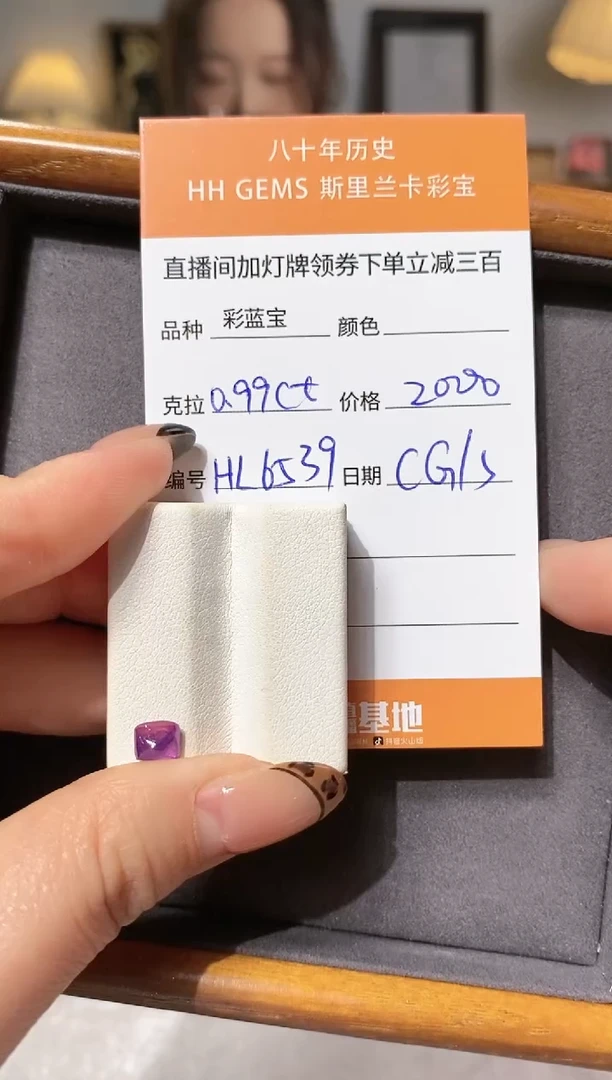 八十年历史
HH GEMS 斯里兰卡彩宝
直播间加灯牌领券下单立减三百
品种 彩蓝宝 颜色
克拉 0.99ct 价格
编号 HL6539 日期 CG/S
基地